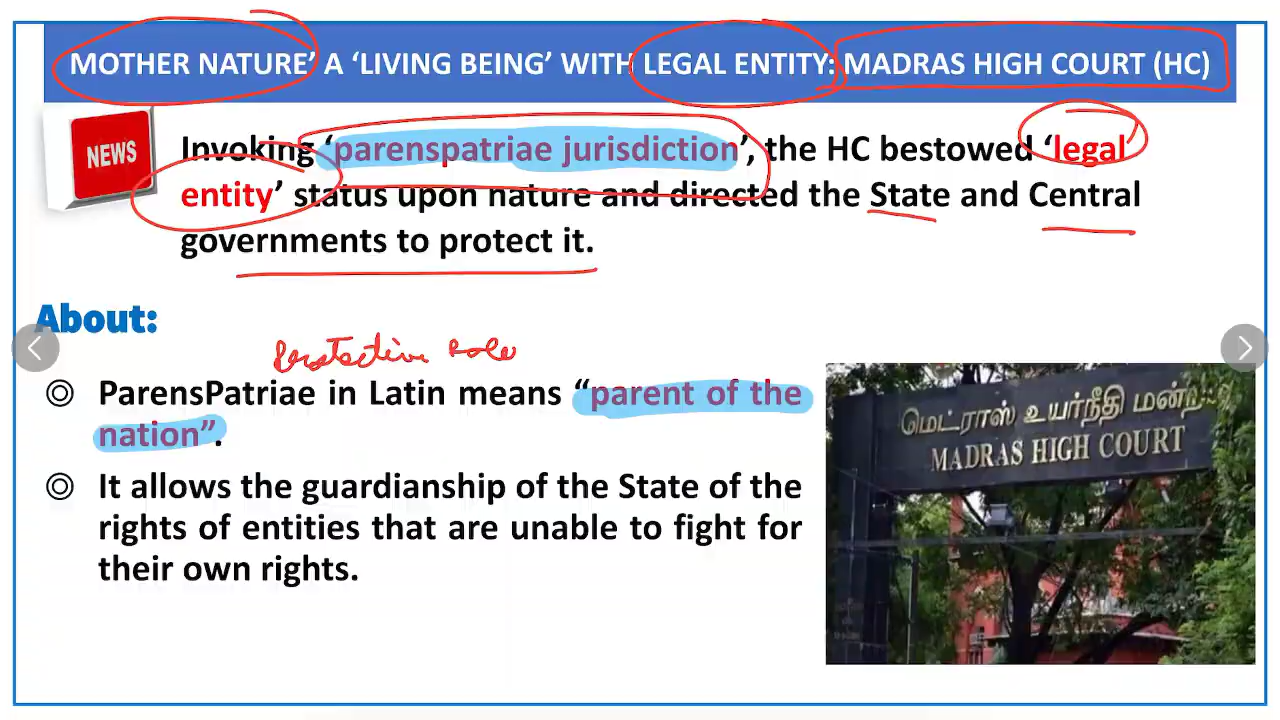 MOTHER NATURE’ A ‘LIVING BEING’ WITH LEGAL ENTITY: MADRAS HIGH COURT (HC)
NEWS
Invoking ‘parenspatriae jurisdiction’, the HC bestowed ‘legal
entity’ status upon nature and directed the State and Central
governments to protect it.
About:
protective role
ParensPatriae in Latin means “parent of the
nation”.
It allows the guardianship of the State of the
rights of entities that are unable to fight for
their own rights.
மெட்ராஸ் உயர்நீதி மன்றம்
MADRAS HIGH COURT